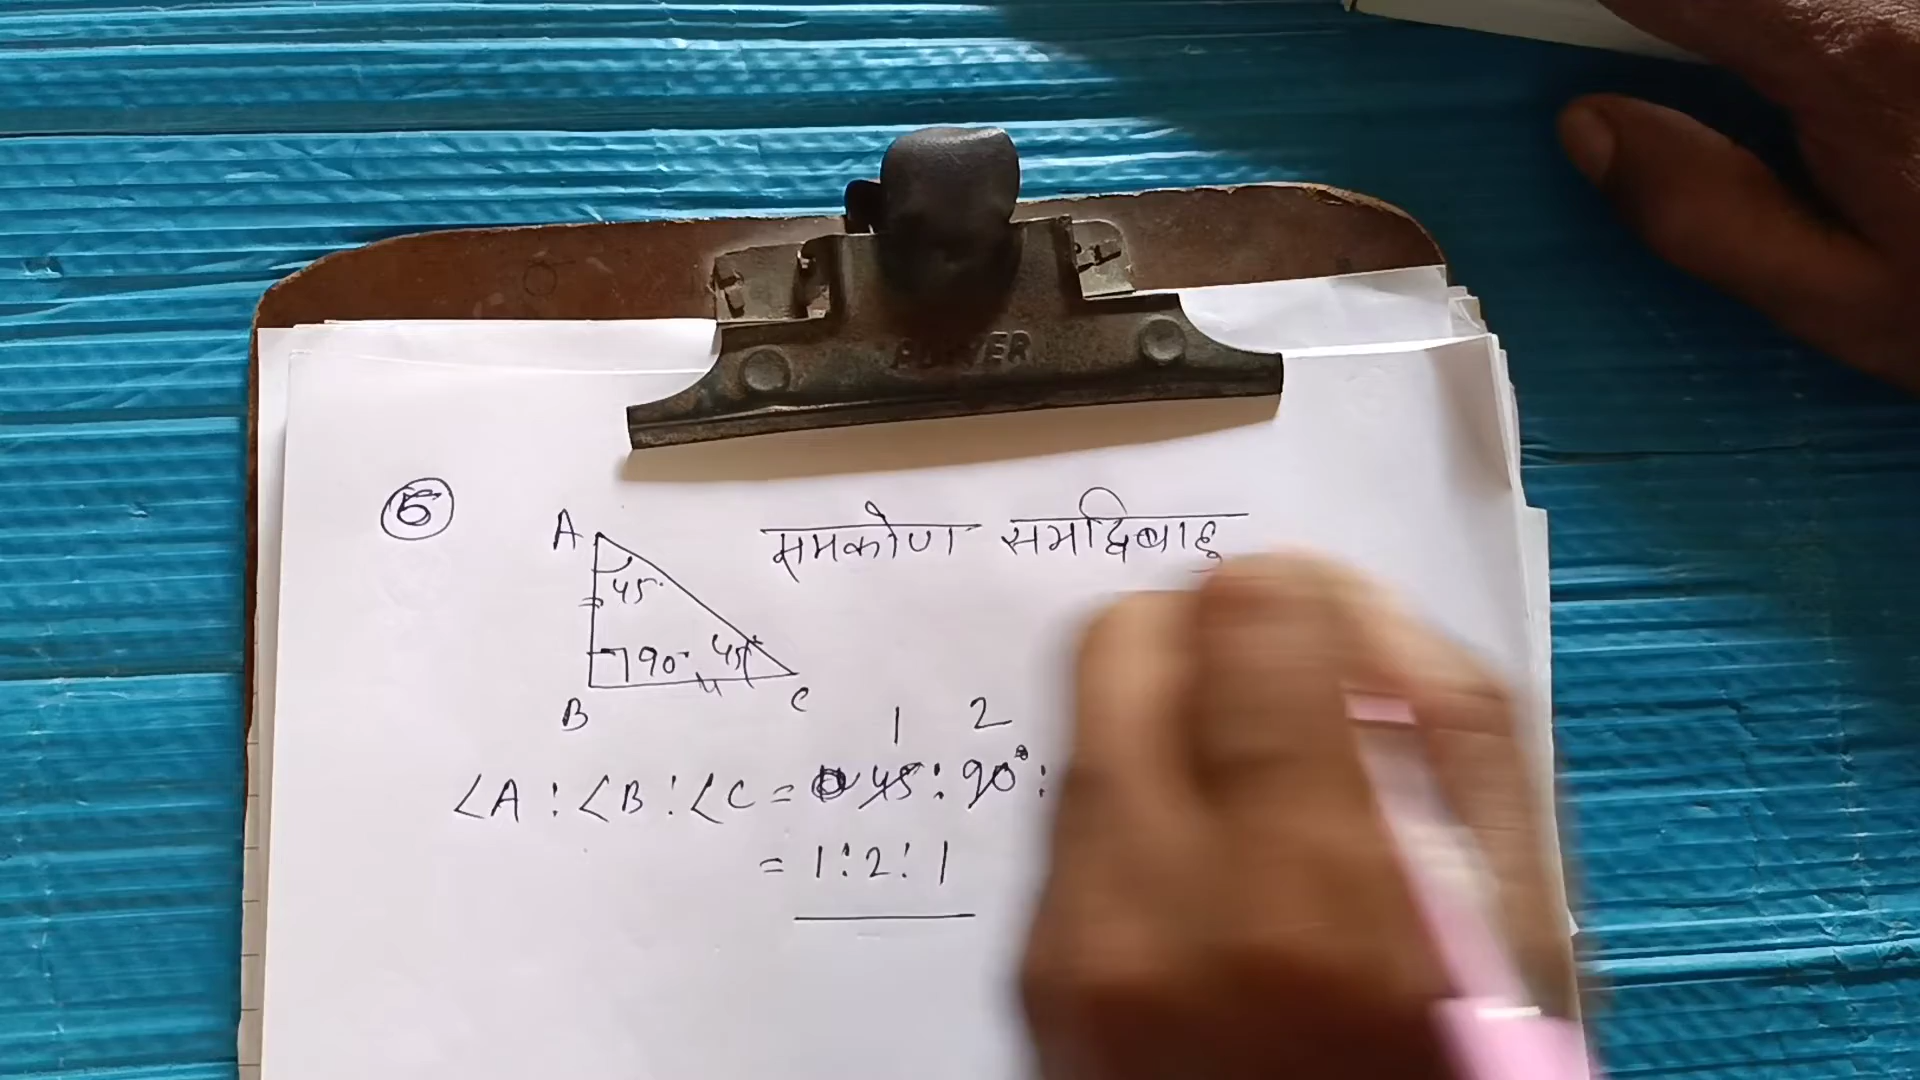 5
A समकोण समद्विबाहु
45°
90° 45°
B C
1 2
∠A : ∠B : ∠C = 45 : 90° :
= 1 : 2 : 1